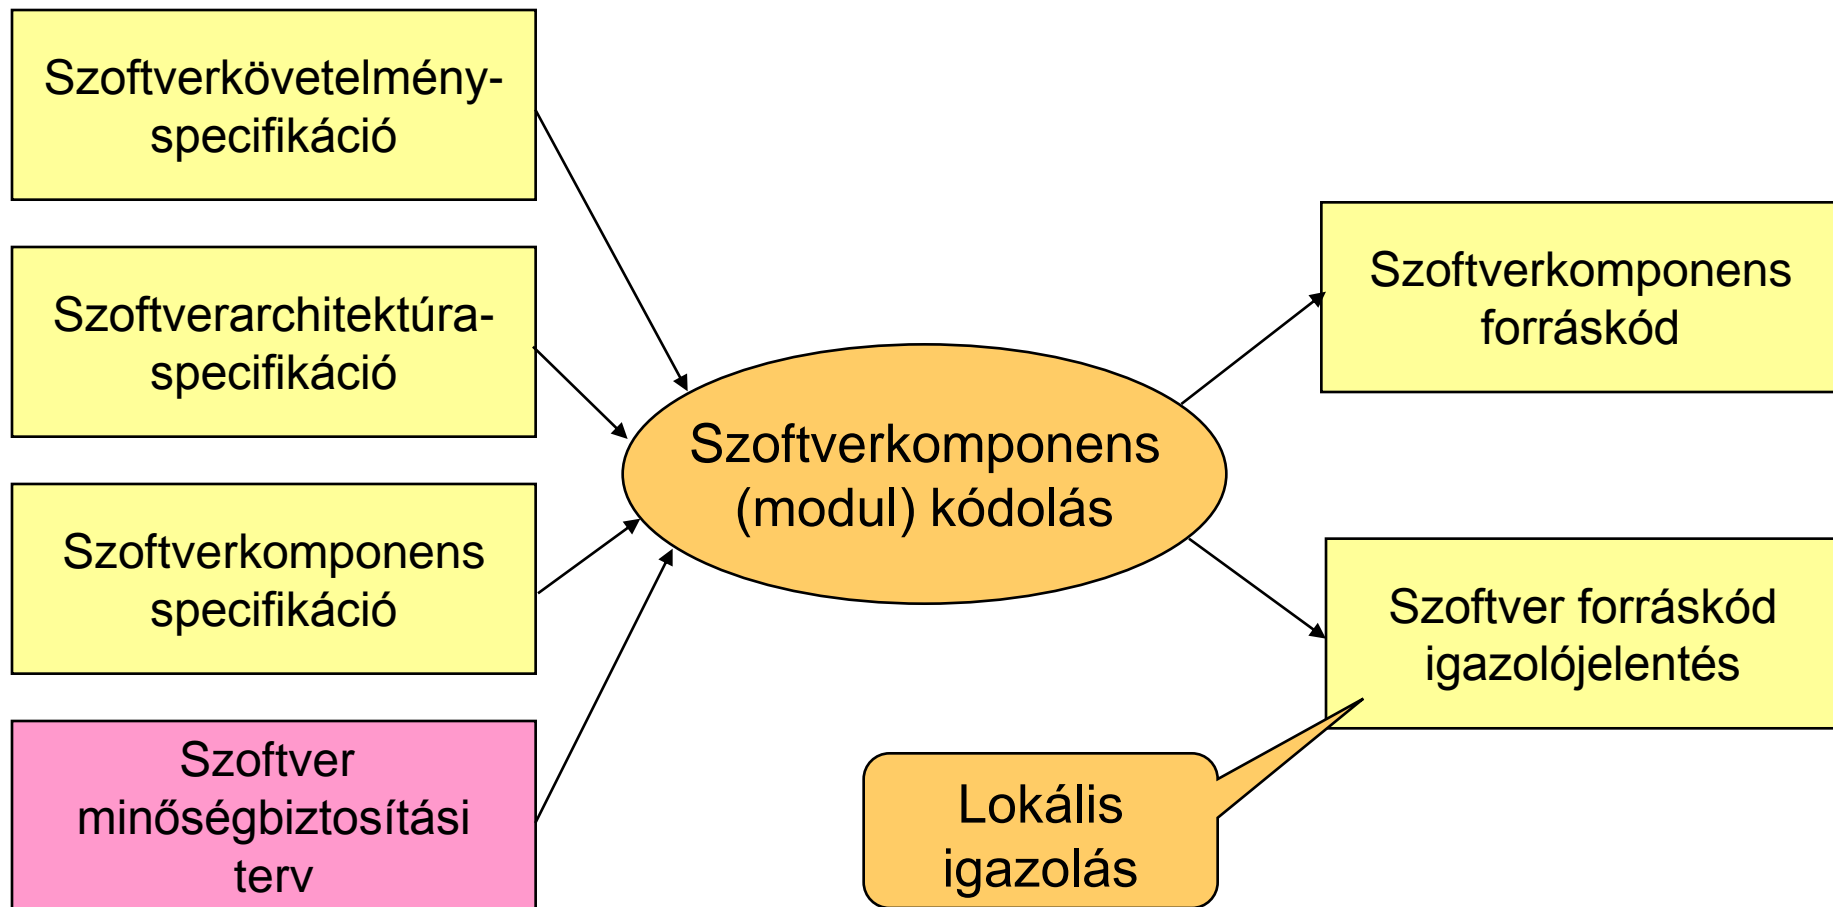 Szoftverkövetelmény-
specifikáció
Szoftverarchitektúra-
specifikáció
Szoftverkomponens
specifikáció
Szoftver
minőségbiztosítási
terv
Szoftverkomponens
(modul) kódolás
Szoftverkomponens
forráskód
Szoftver forráskód
igazolójelentés
Lokális
igazolás